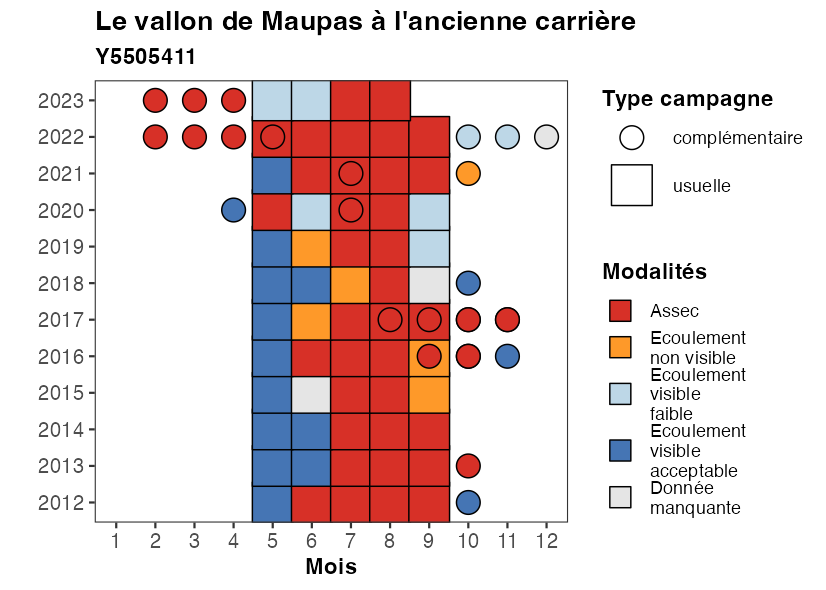 Le vallon de Maupas à l'ancienne carrière
Y5505411
2023
2022
2021
2020
2019
2018
2017
2016
2015
2014
2013
2012
1 2 3 4 5 6 7 8 9 10 11 12
Mois
Type campagne
complémentaire
usuelle
Modalités
Assec
Ecoulement
non visible
Ecoulement
visible
faible
Ecoulement
visible
acceptable
Donnée
manquante